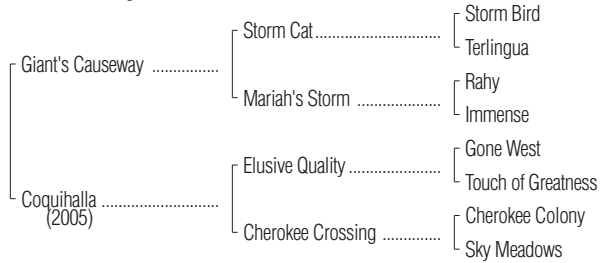 Storm Bird
Storm Cat......................
Terlingua
Giant's Causeway ................
Rahy
Mariah's Storm ....................
Immense
Gone West
Elusive Quality ......................
Touch of Greatness
Coquihalla ............................
(2005)
Cherokee Colony
Cherokee Crossing ...............
Sky Meadows